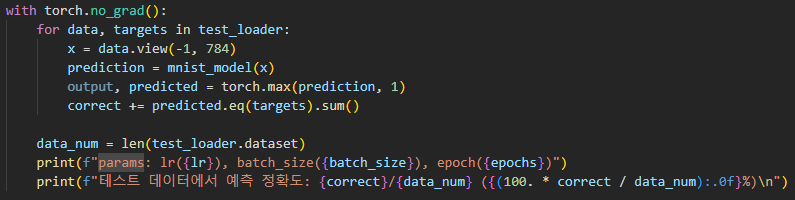 with torch.no_grad():
for data, targets in test_loader:
x = data.view(-1, 784)
prediction = mnist_model(x)
output, predicted = torch.max(prediction, 1)
correct += predicted.eq(targets).sum()
data_num = len(test_loader.dataset)
print(f"params: lr({lr}), batch_size({batch_size}), epoch({epochs})")
print(f"테스트 데이터에서 예측 정확도: {correct}/{data_num} ({(100. * correct / data_num):.0f}%)\n")